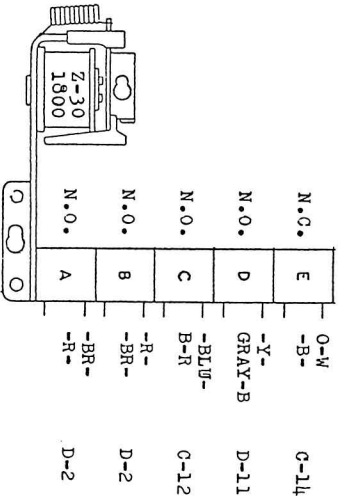 O-W
N.C. E -B- C-14
-Y-
N.O. D GRAY-B D-11
-BLU-
N.O. C B-R C-12
-R-
N.O. B -BR- D-2
-BR-
N.O. A -R- D-2
Z-30
1800